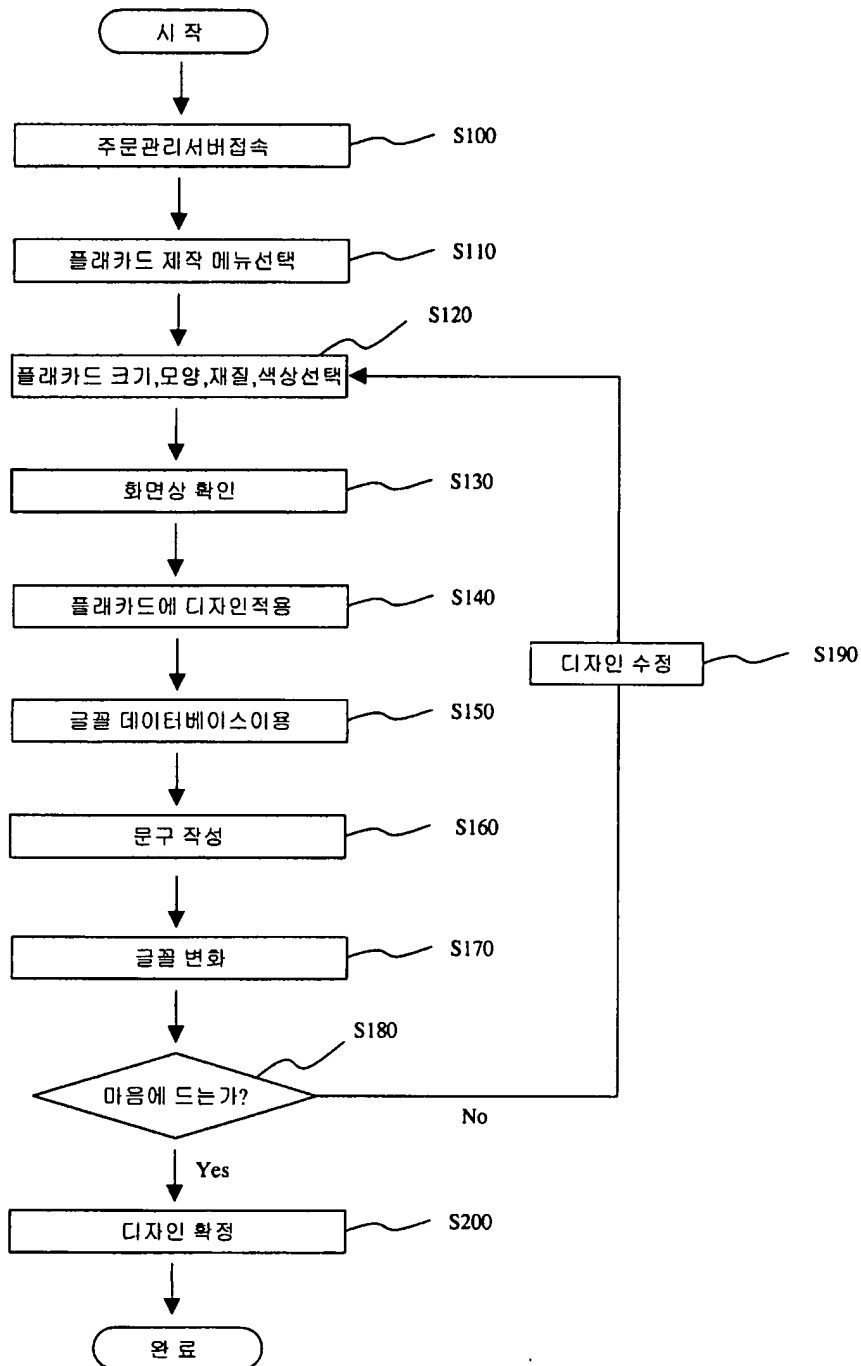 시 작
주문관리서버접속
S100
플래카드 제작 메뉴선택
S110
S120
플래카드 크기,모양,재질,색상선택
화면상 확인
S130
플래카드에 디자인적용
S140
디자인 수정
S190
글꼴 데이터베이스이용
S150
문구 작성
S160
글꼴 변화
S170
S180
마음에 드는가?
No
Yes
디자인 확정
S200
완 료